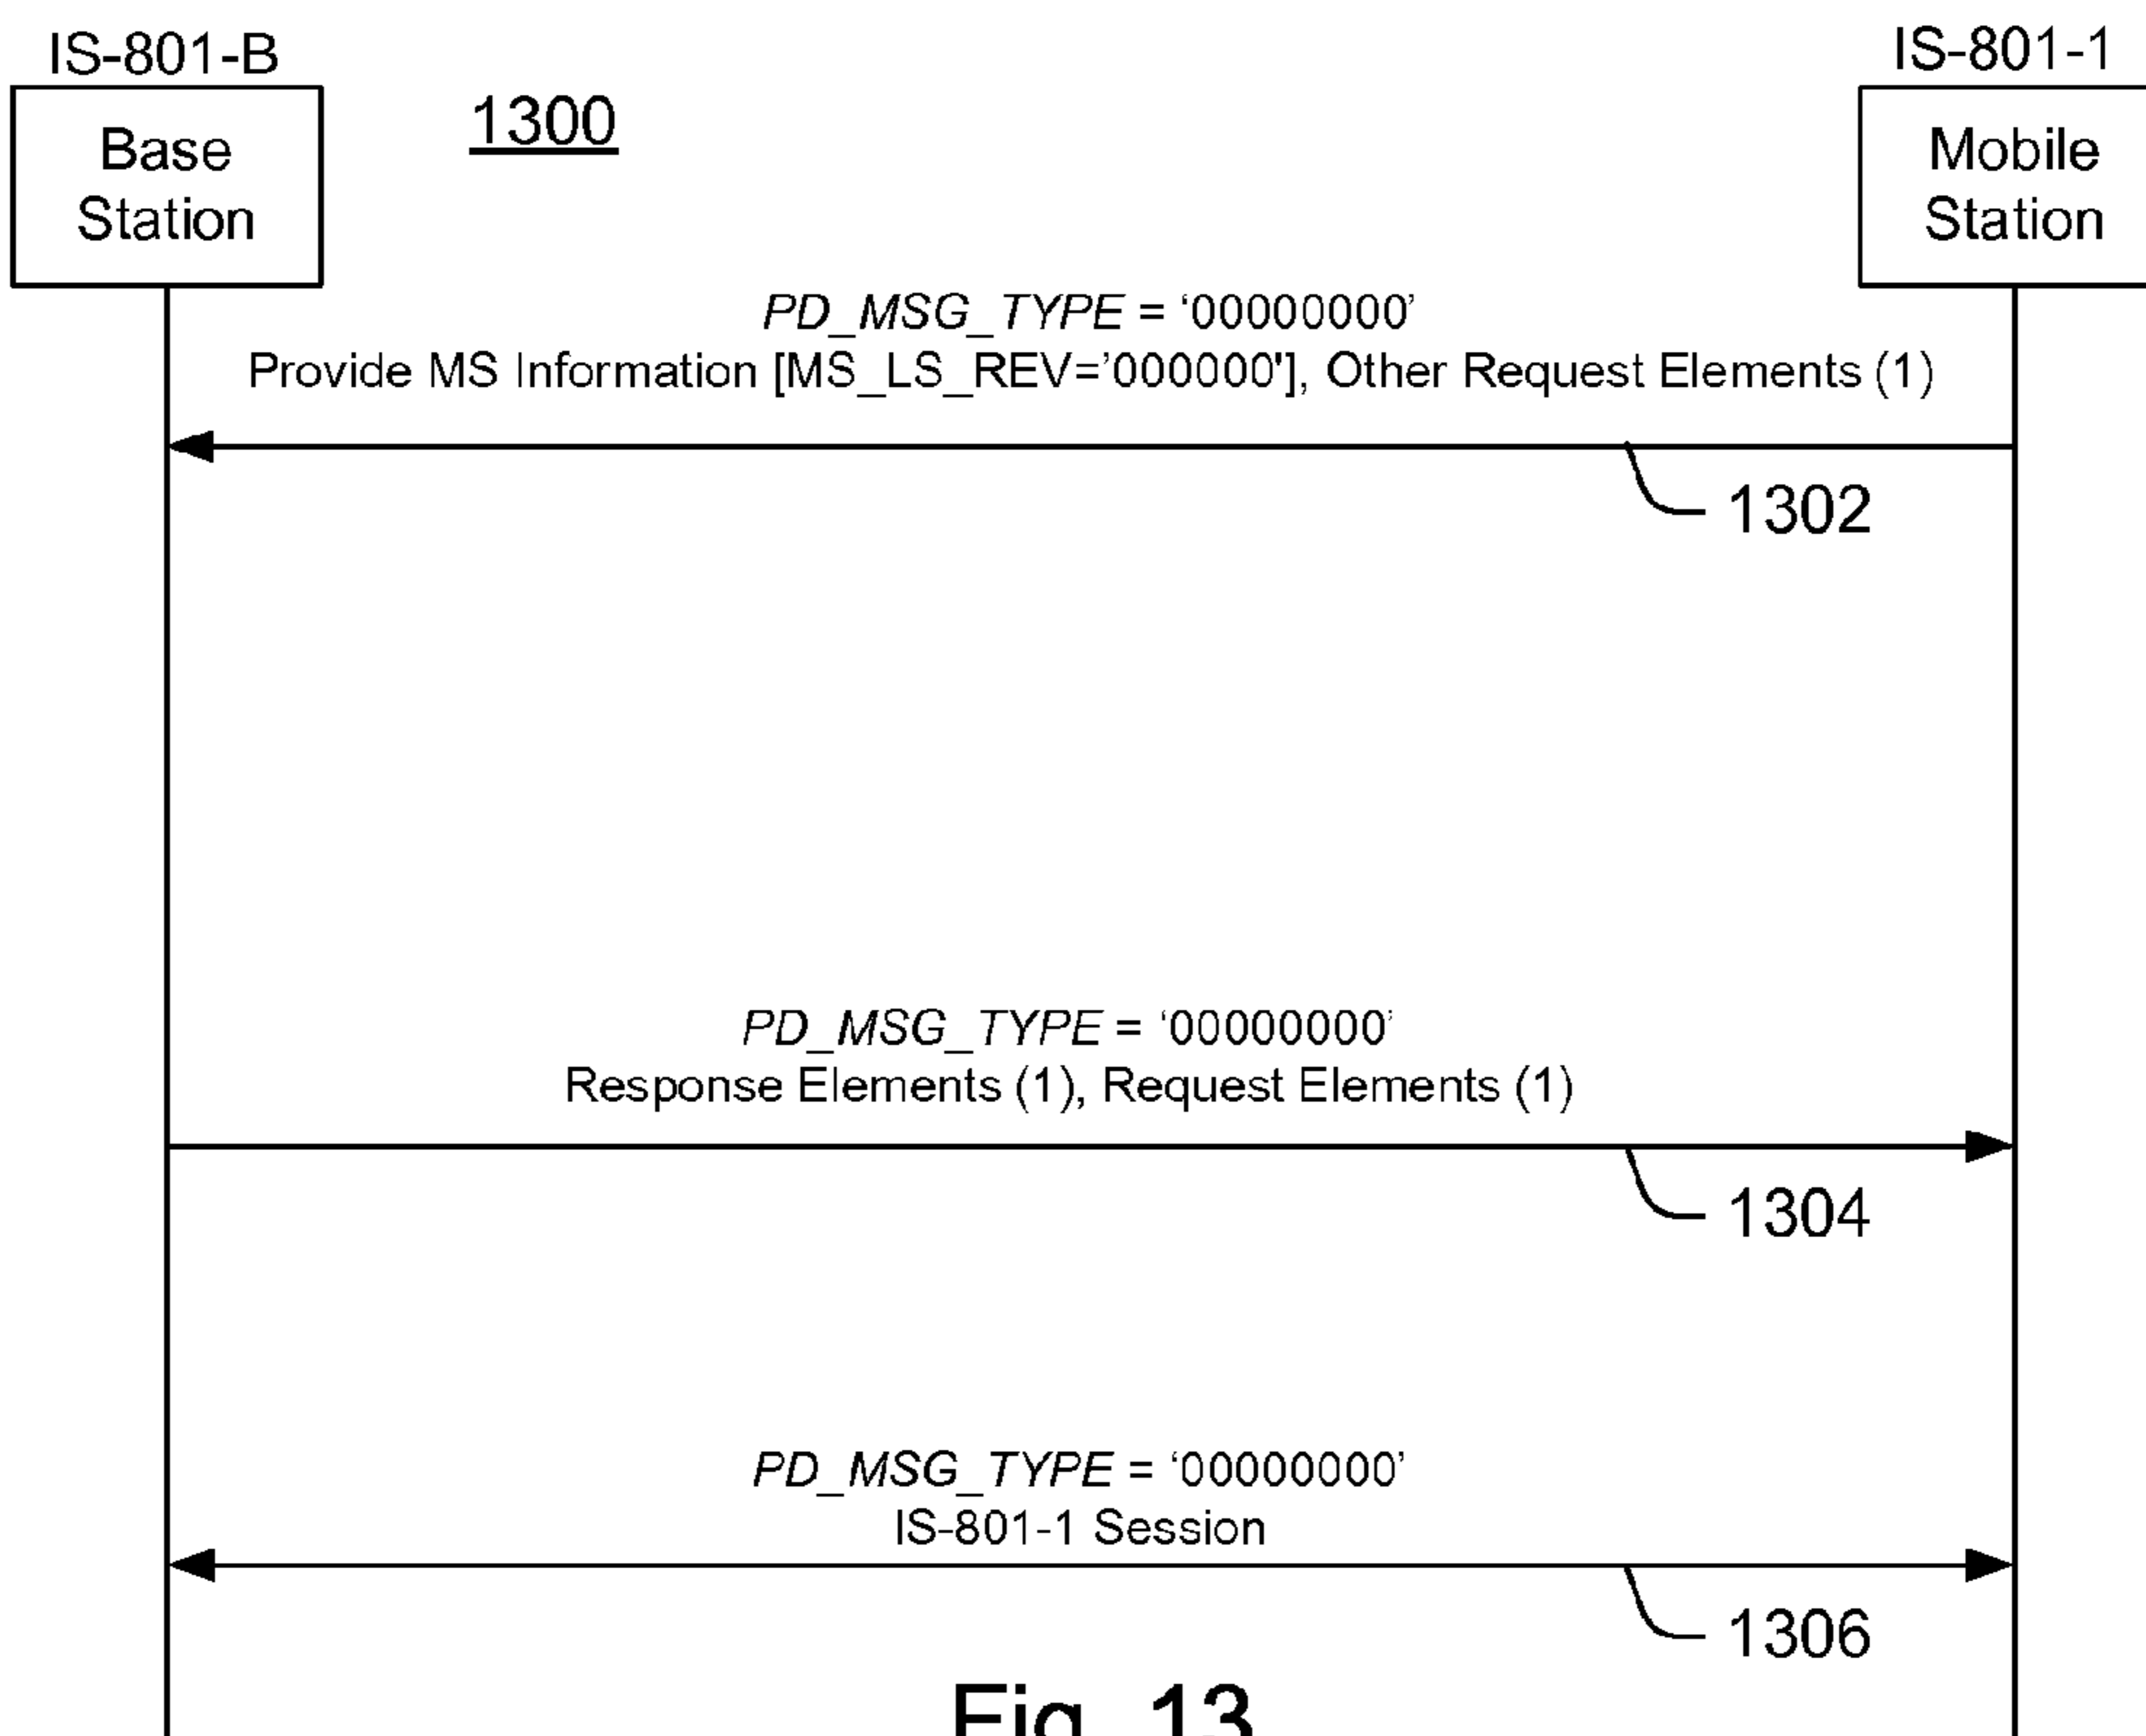 IS-801-B
IS-801-1
Base
Station
1300
Mobile
Station
PD_MSG_TYPE = ‘00000000’
Provide MS Information [MS_LS_REV=’000000'], Other Request Elements (1)
1302
PD_MSG_TYPE = ‘00000000’
Response Elements (1), Request Elements (1)
1304
PD_MSG_TYPE = ‘00000000’
IS-801-1 Session
1306
Fig. 13